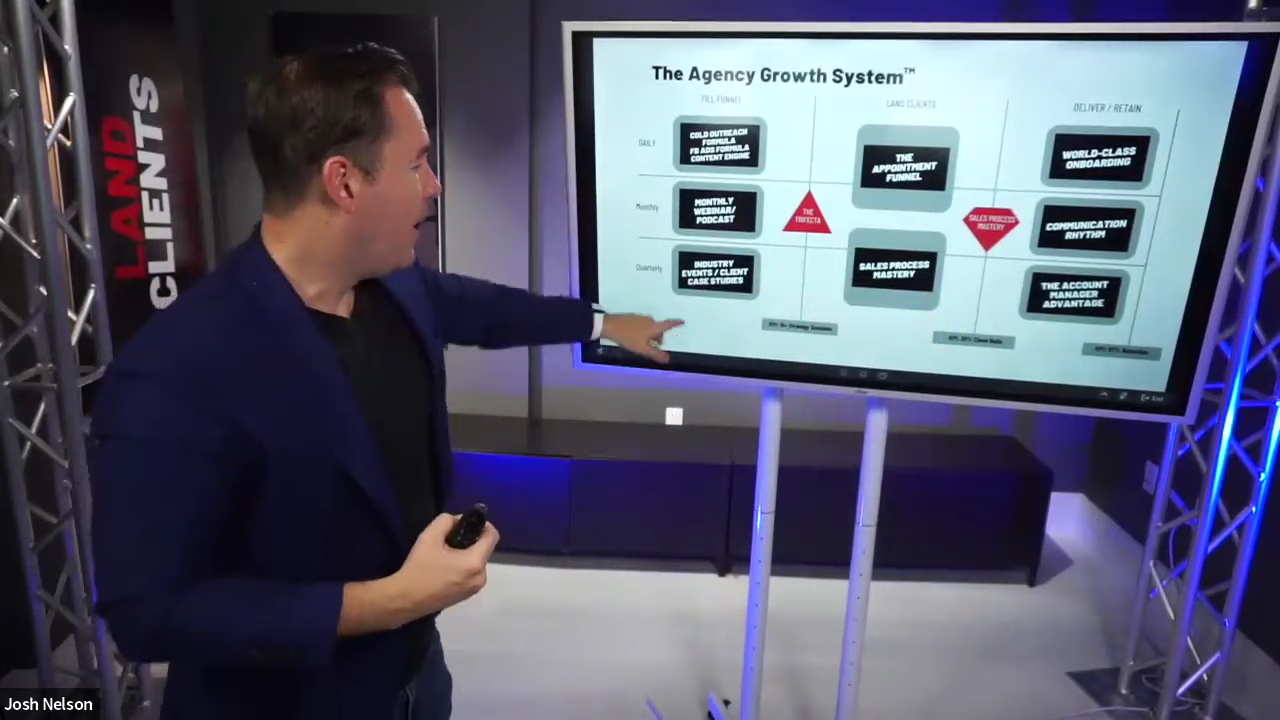 LAND
CLIENTS
The Agency Growth System™
FILL FUNNEL
LAND CLIENTS
DELIVER / RETAIN
DAILY
COLD OUTREACH
FORMULA
FB ADS FORMULA
CONTENT ENGINE
THE
APPOINTMENT
FUNNEL
WORLD-CLASS
ONBOARDING
Monthly
MONTHLY
WEBINAR/
PODCAST
THE
TRIFECTA
SALES PROCESS
MASTERY
COMMUNICATION
RHYTHM
Quarterly
INDUSTRY
EVENTS / CLIENT
CASE STUDIES
SALES PROCESS
MASTERY
THE ACCOUNT
MANAGER
ADVANTAGE
Exit
Josh Nelson